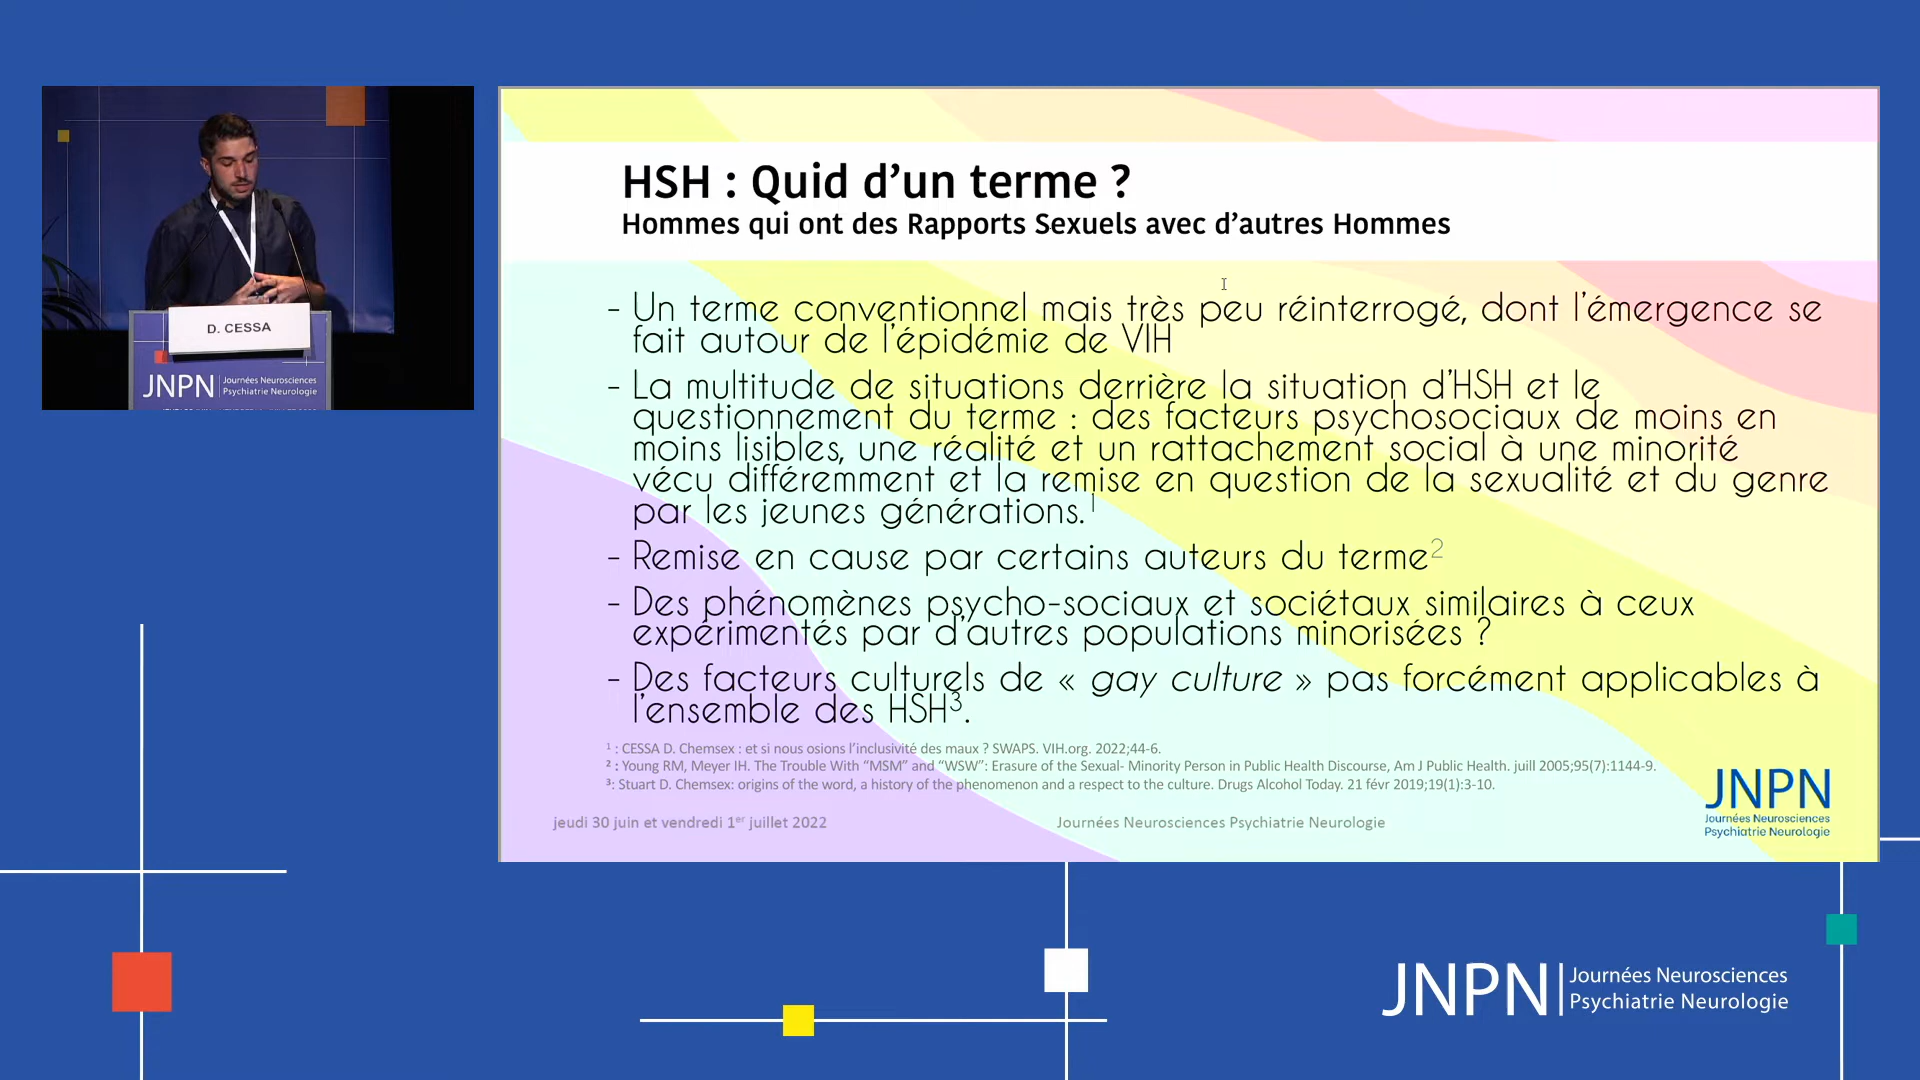 D. CESSA
JNPN
Journées Neurosciences
Psychiatrie Neurologie
HSH : Quid d’un terme ?
Hommes qui ont des Rapports Sexuels avec d’autres Hommes
- Un terme conventionnel mais très peu réinterrogé, dont l’émergence se
fait autour de l’épidémie de VIH
- La multitude de situations derrière la situation d’HSH et le
questionnement du terme : des facteurs psychosociaux de moins en
moins lisibles, une réalité et un rattachement social à une minorité
vécu différemment et la remise en question de la sexualité et du genre
par les jeunes générations.1
- Remise en cause par certains auteurs du terme2
- Des phénomènes psycho-sociaux et sociétaux similaires à ceux
expérimentés par d’autres populations minorisées ?
- Des facteurs culturels de « gay culture » pas forcément applicables à
l’ensemble des HSH3.
1 : CESSA D. Chemsex : et si nous osions l’inclusivité des maux ? SWAPS. VIH.org. 2022;44-6.
2 : Young RM, Meyer IH. The Trouble With “MSM” and “WSW”: Erasure of the Sexual- Minority Person in Public Health Discourse, Am J Public Health. juill 2005;95(7):1144-9.
3: Stuart D. Chemsex: origins of the word, a history of the phenomenon and a respect to the culture. Drugs Alcohol Today. 21 févr 2019;19(1):3-10.
jeudi 30 juin et vendredi 1er juillet 2022
Journées Neurosciences Psychiatrie Neurologie
JNPN
Journées Neurosciences
Psychiatrie Neurologie
JNPN
Journées Neurosciences
Psychiatrie Neurologie